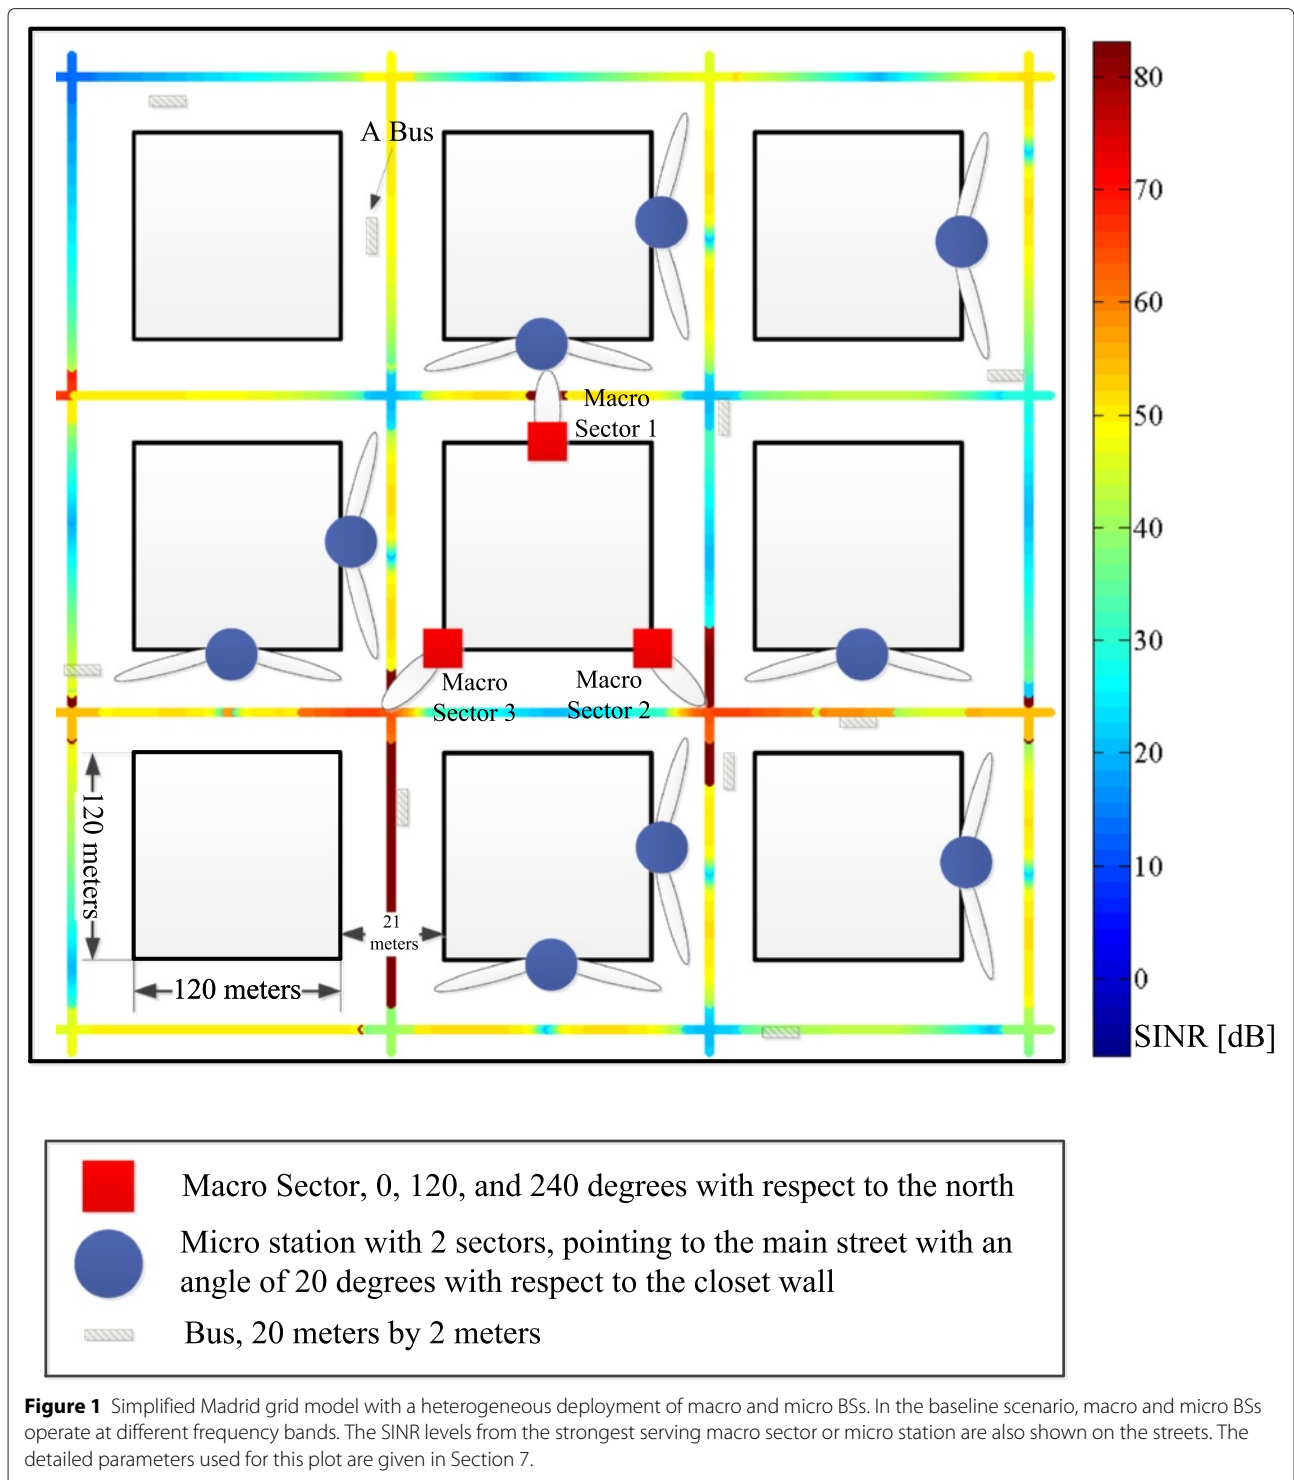 A Bus
Macro
Sector 1
Macro
Sector 3
Macro
Sector 2
120 meters
21
meters
120 meters
80
70
60
50
40
30
20
10
0
SINR [dB]
Macro Sector, 0, 120, and 240 degrees with respect to the north
Micro station with 2 sectors, pointing to the main street with an
angle of 20 degrees with respect to the closet wall
Bus, 20 meters by 2 meters
Figure 1 Simplified Madrid grid model with a heterogeneous deployment of macro and micro BSs. In the baseline scenario, macro and micro BSs
operate at different frequency bands. The SINR levels from the strongest serving macro sector or micro station are also shown on the streets. The
detailed parameters used for this plot are given in Section 7.